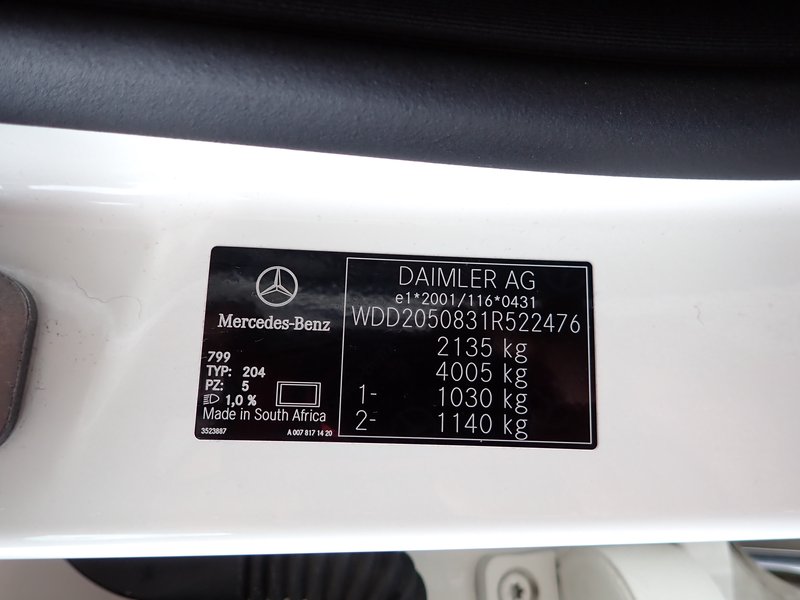 DAIMLER AG
e1*2001/116*0431
WDD2050831R522476
2135 kg
4005 kg
1- 1030 kg
2- 1140 kg
Mercedes-Benz
799
TYP: 204
PZ: 5
1,0 %
Made in South Africa
3523887
A 007 817 14 20